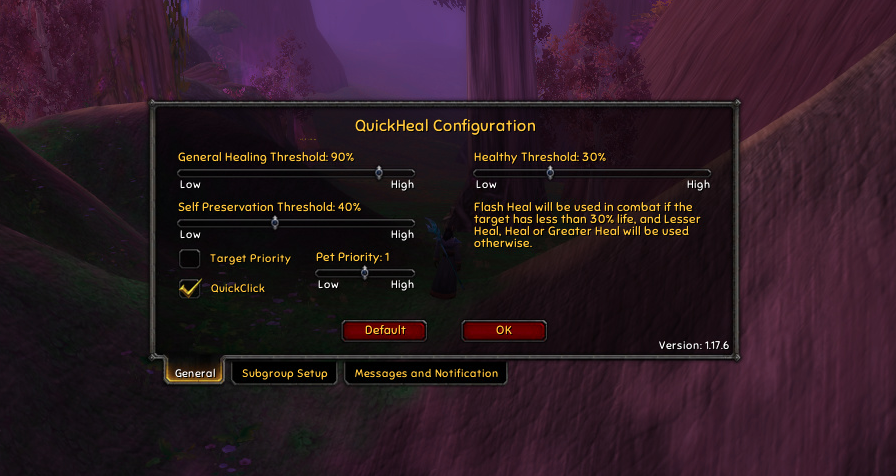 QuickHeal Configuration
General Healing Threshold: 90%
Low High
Healthy Threshold: 30%
Low High
Self Preservation Threshold: 40%
Low High
Flash Heal will be used in combat if the
target has less than 30% life, and Lesser
Heal, Heal or Greater Heal will be used
otherwise.
Target Priority
Pet Priority: 1
Low High
QuickClick
Default OK
Version: 1.17.6
General Subgroup Setup Messages and Notification